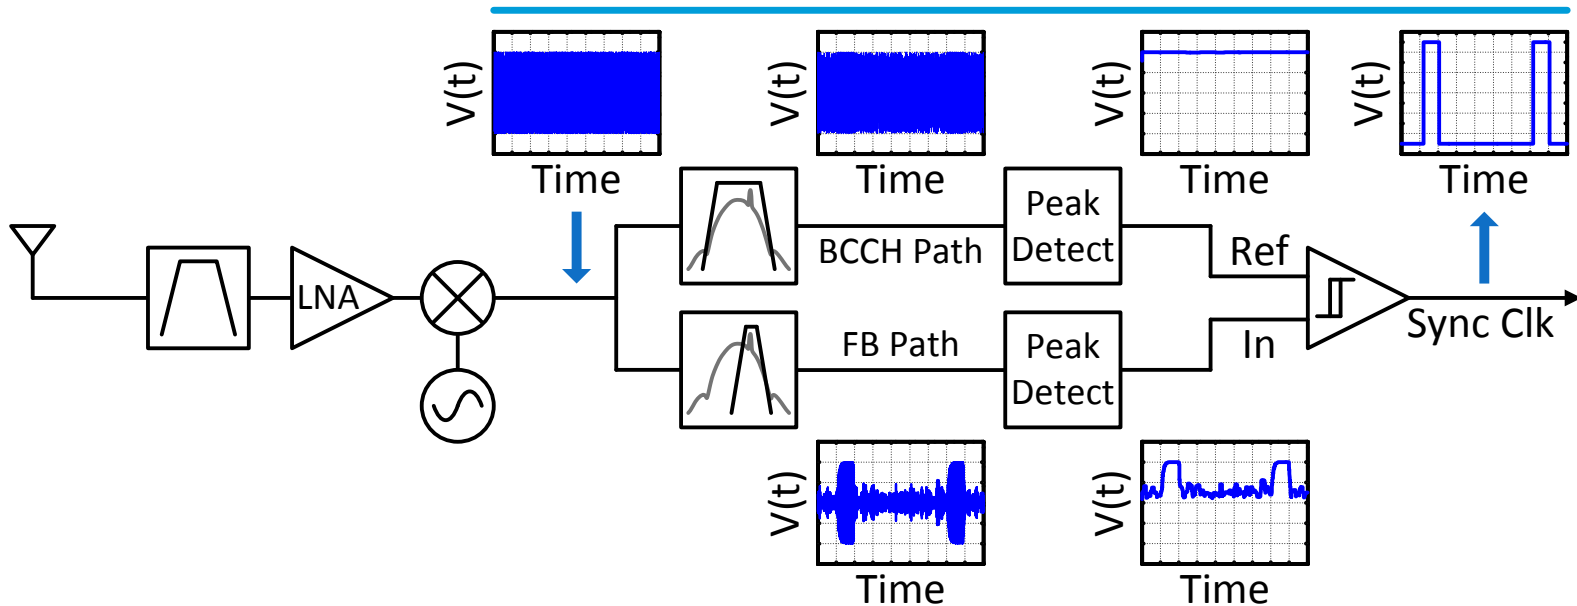 V(t)
Time
V(t)
Time
V(t)
Time
V(t)
Time
LNA
BCCH Path
Peak
Detect
Ref
FB Path
Peak
Detect
In
Sync Clk
V(t)
Time
V(t)
Time